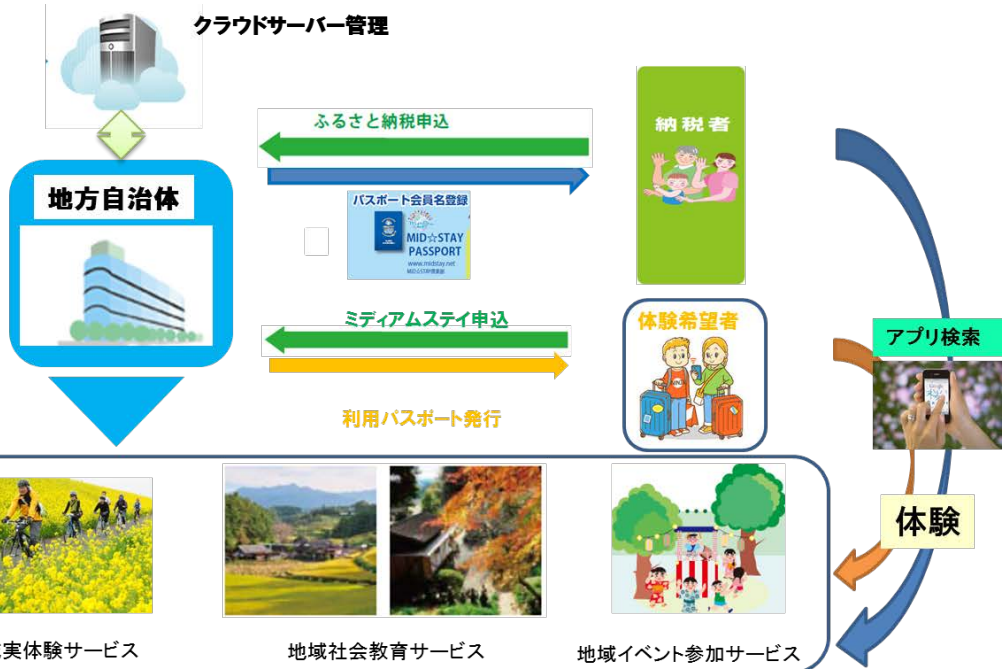 クラウドサーバー管理
ふるさと納税申込
納税者
地方自治体
パスポート会員名登録
MID☆STAY
PASSPORT
www.midstay.net
ミディアムステイ申込
体験希望者
アプリ検索
利用パスポート発行
体験
実体験サービス
地域社会教育サービス
地域イベント参加サービス